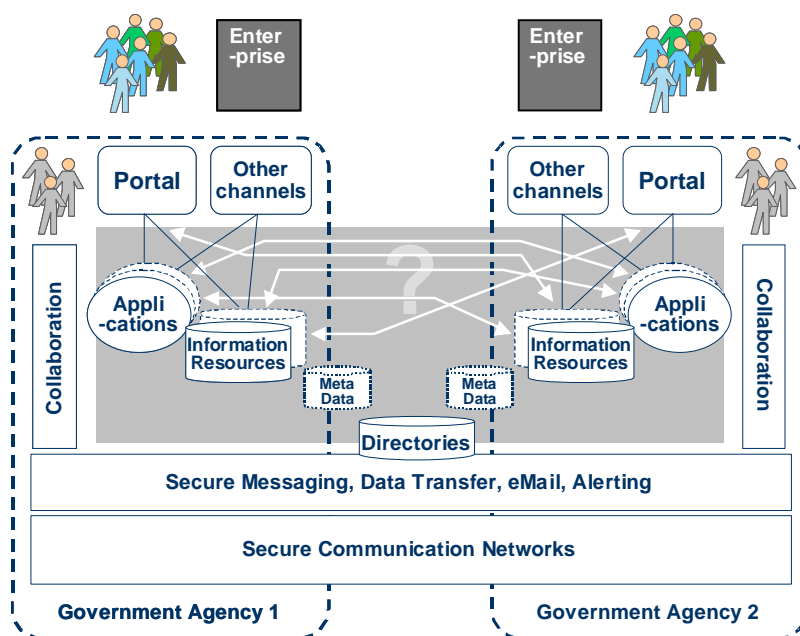 Enter
-prise
Enter
-prise
Portal
Other
channels
Other
channels
Portal
?
Collaboration
Appli
-cations
Information
Resources
Meta
Data
Meta
Data
Information
Resources
Appli
-cations
Collaboration
Directories
Secure Messaging, Data Transfer, eMail, Alerting
Secure Communication Networks
Government Agency 1
Government Agency 2